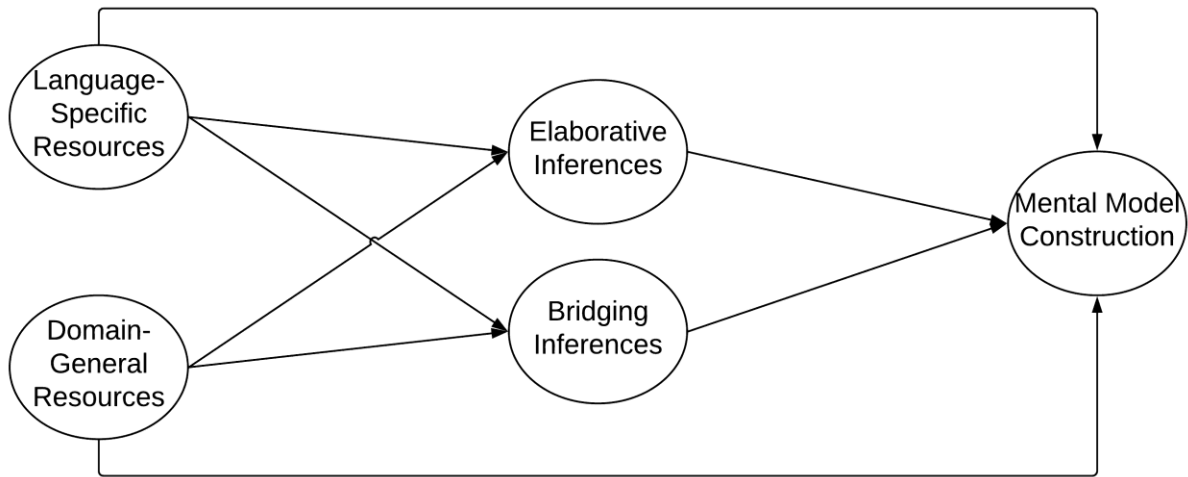 Language-
Specific
Resources
Elaborative
Inferences
Mental Model
Construction
Domain-
General
Resources
Bridging
Inferences